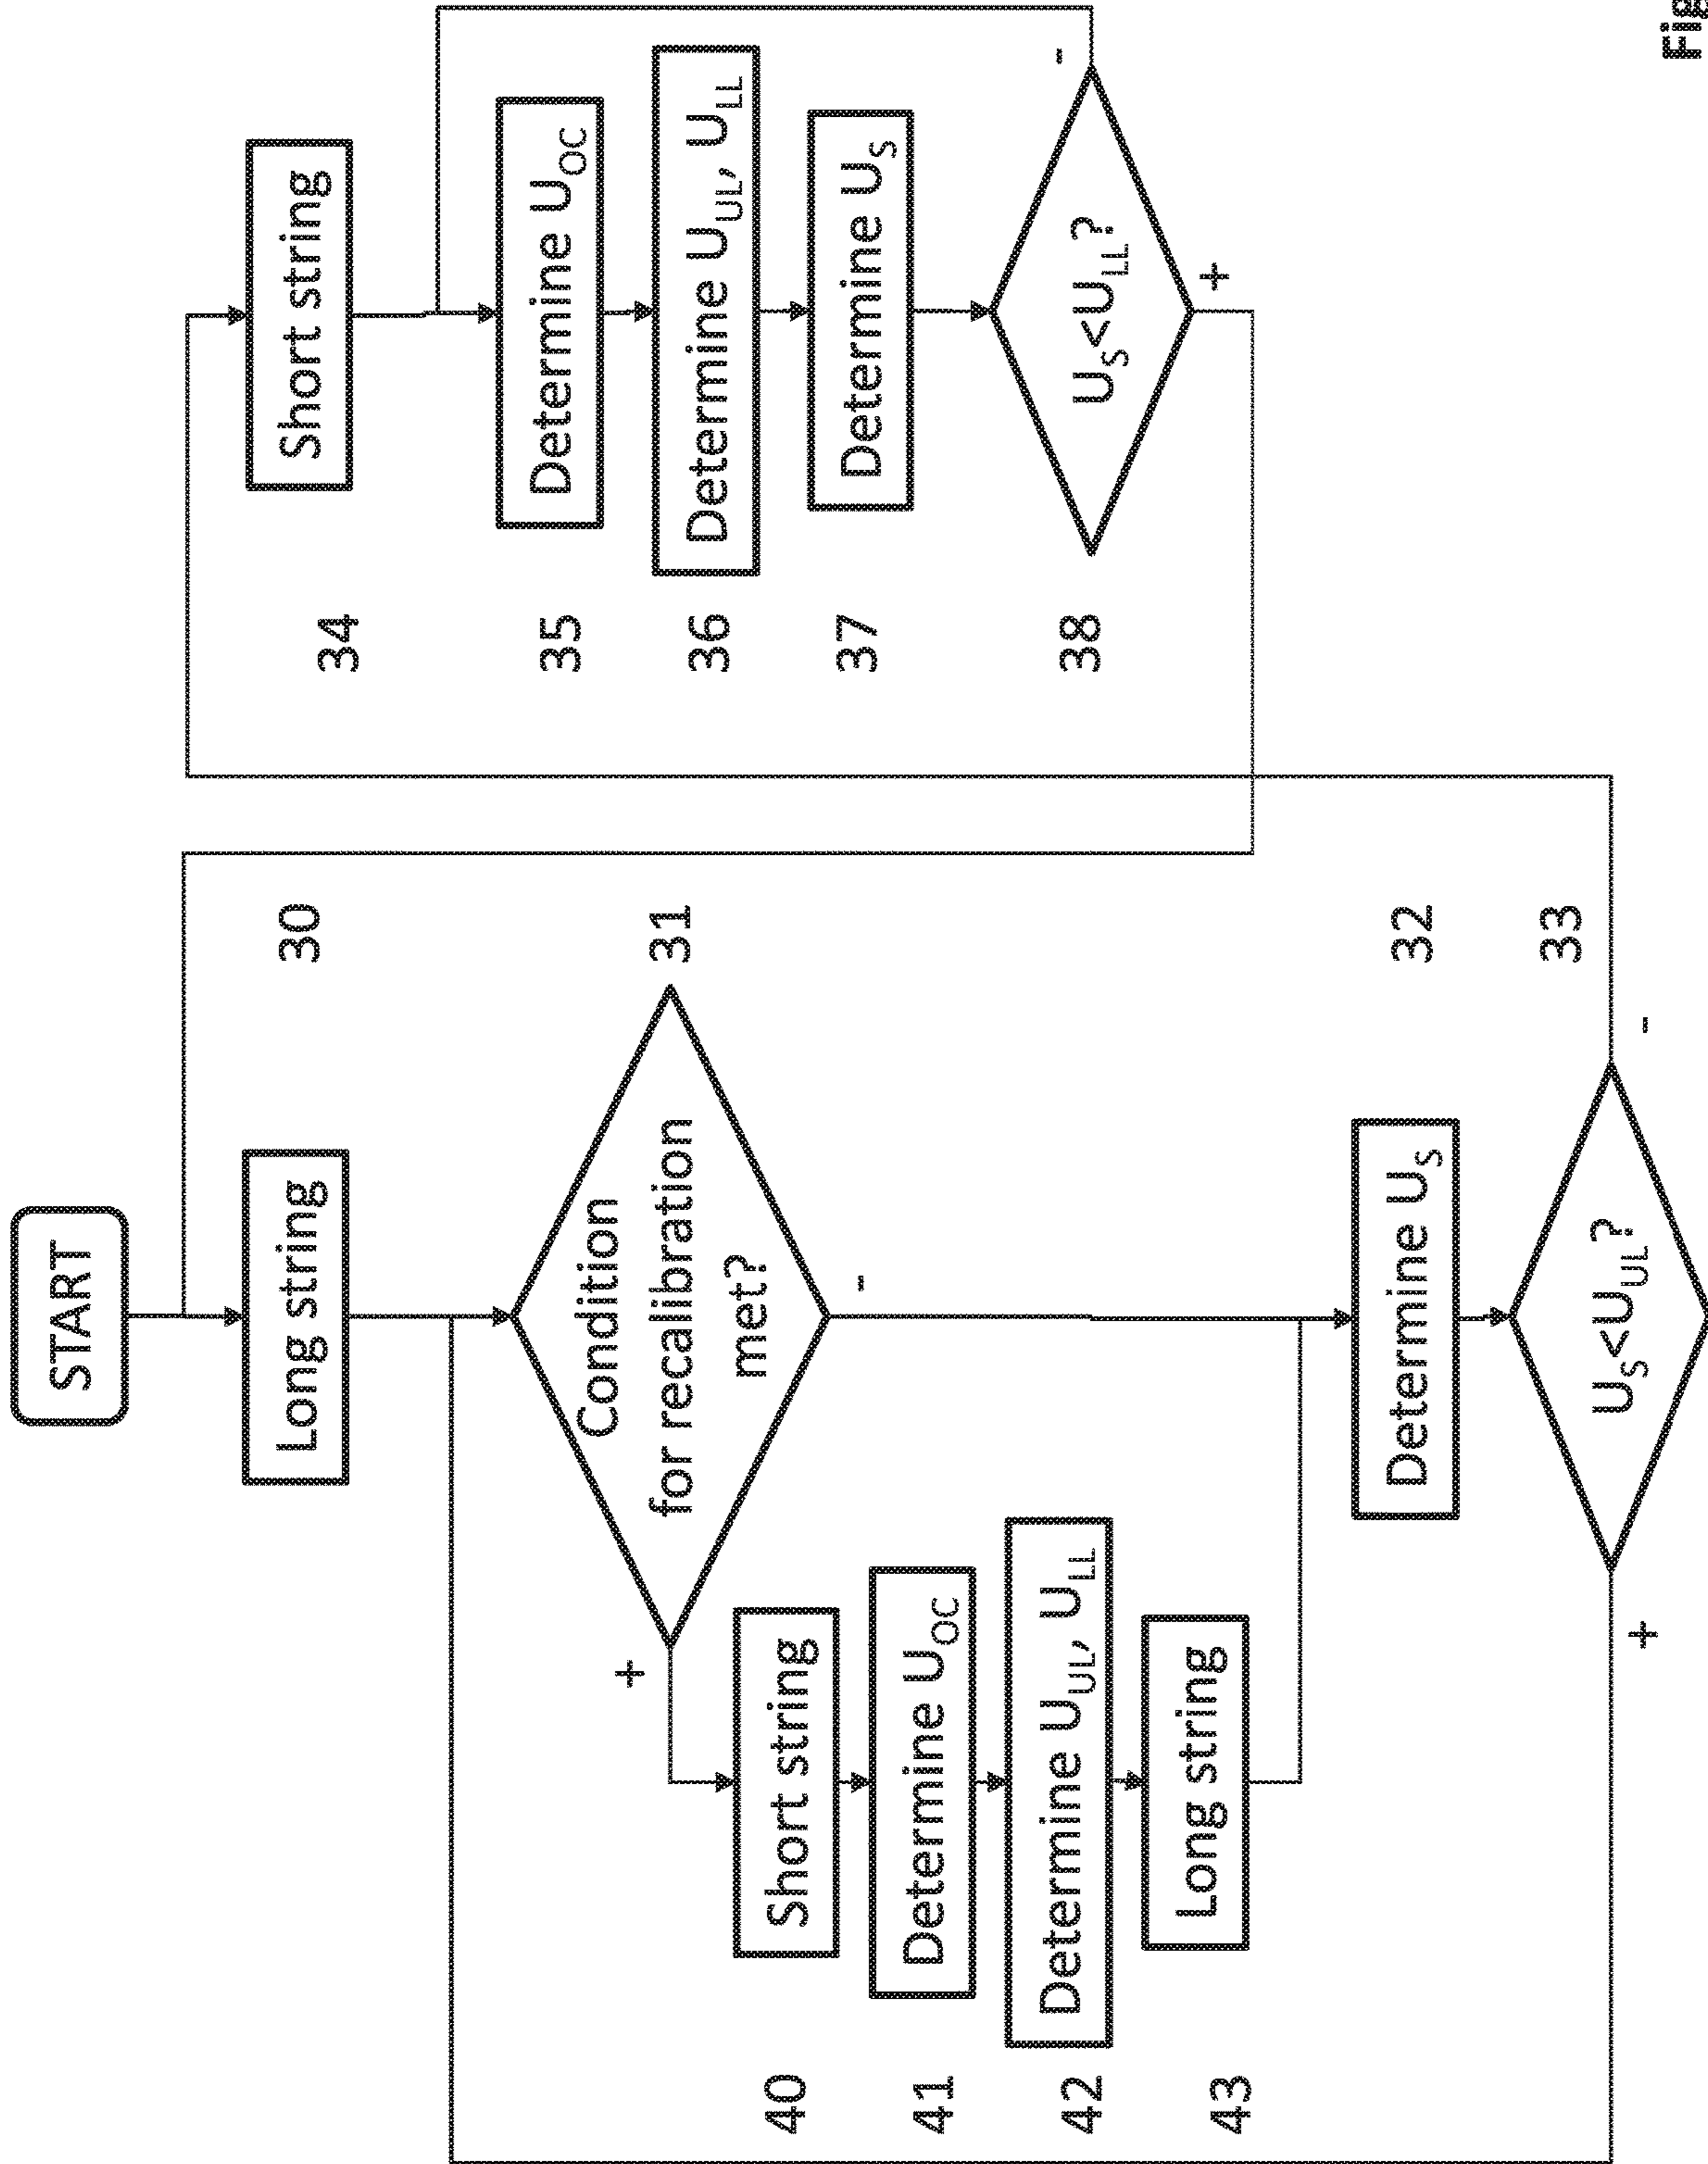 START
Long string
30
Condition
for recalibration
met?
31
+
-
Short string
40
Determine U_OC
41
Determine U_UL, U_LL
42
Long string
43
Determine U_S
32
U_S<U_UL?
33
+
-
Short string
34
Determine U_OC
35
Determine U_UL, U_LL
36
Determine U_S
37
U_S<U_LL?
38
-
+